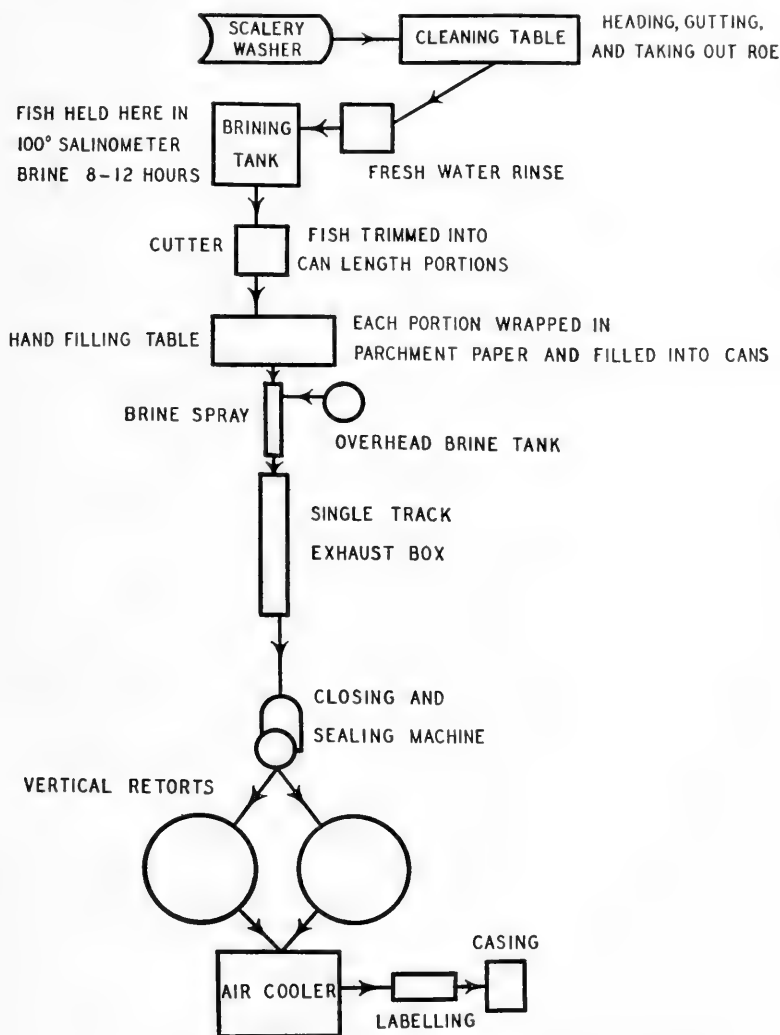 SCALERY
WASHER
CLEANING TABLE
HEADING, GUTTING,
AND TAKING OUT ROE
FISH HELD HERE IN
100° SALINOMETER
BRINE 8-12 HOURS
BRINING
TANK
FRESH WATER RINSE
CUTTER
FISH TRIMMED INTO
CAN LENGTH PORTIONS
HAND FILLING TABLE
EACH PORTION WRAPPED IN
PARCHMENT PAPER AND FILLED INTO CANS
BRINE SPRAY
OVERHEAD BRINE TANK
SINGLE TRACK
EXHAUST BOX
CLOSING AND
SEALING MACHINE
VERTICAL RETORTS
AIR COOLER
LABELLING
CASING